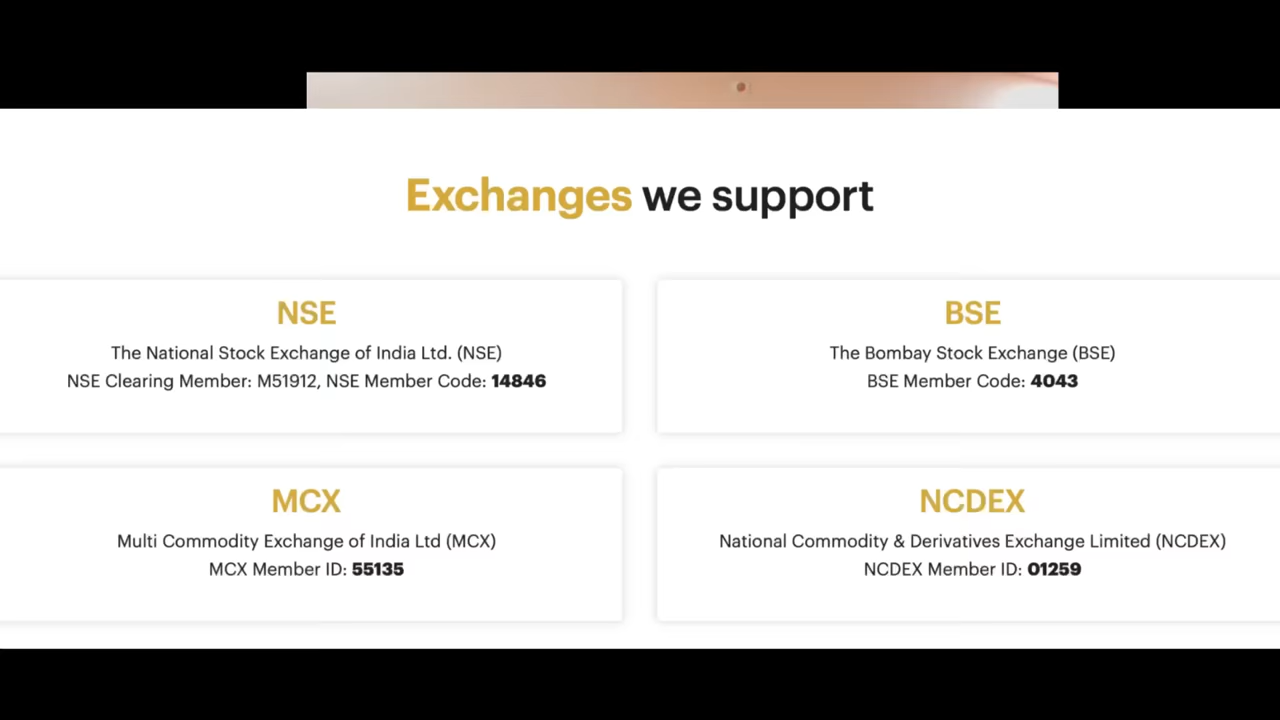 Exchanges we support
NSE
The National Stock Exchange of India Ltd. (NSE)
NSE Clearing Member: M51912, NSE Member Code: 14846
BSE
The Bombay Stock Exchange (BSE)
BSE Member Code: 4043
MCX
Multi Commodity Exchange of India Ltd (MCX)
MCX Member ID: 55135
NCDEX
National Commodity & Derivatives Exchange Limited (NCDEX)
NCDEX Member ID: 01259